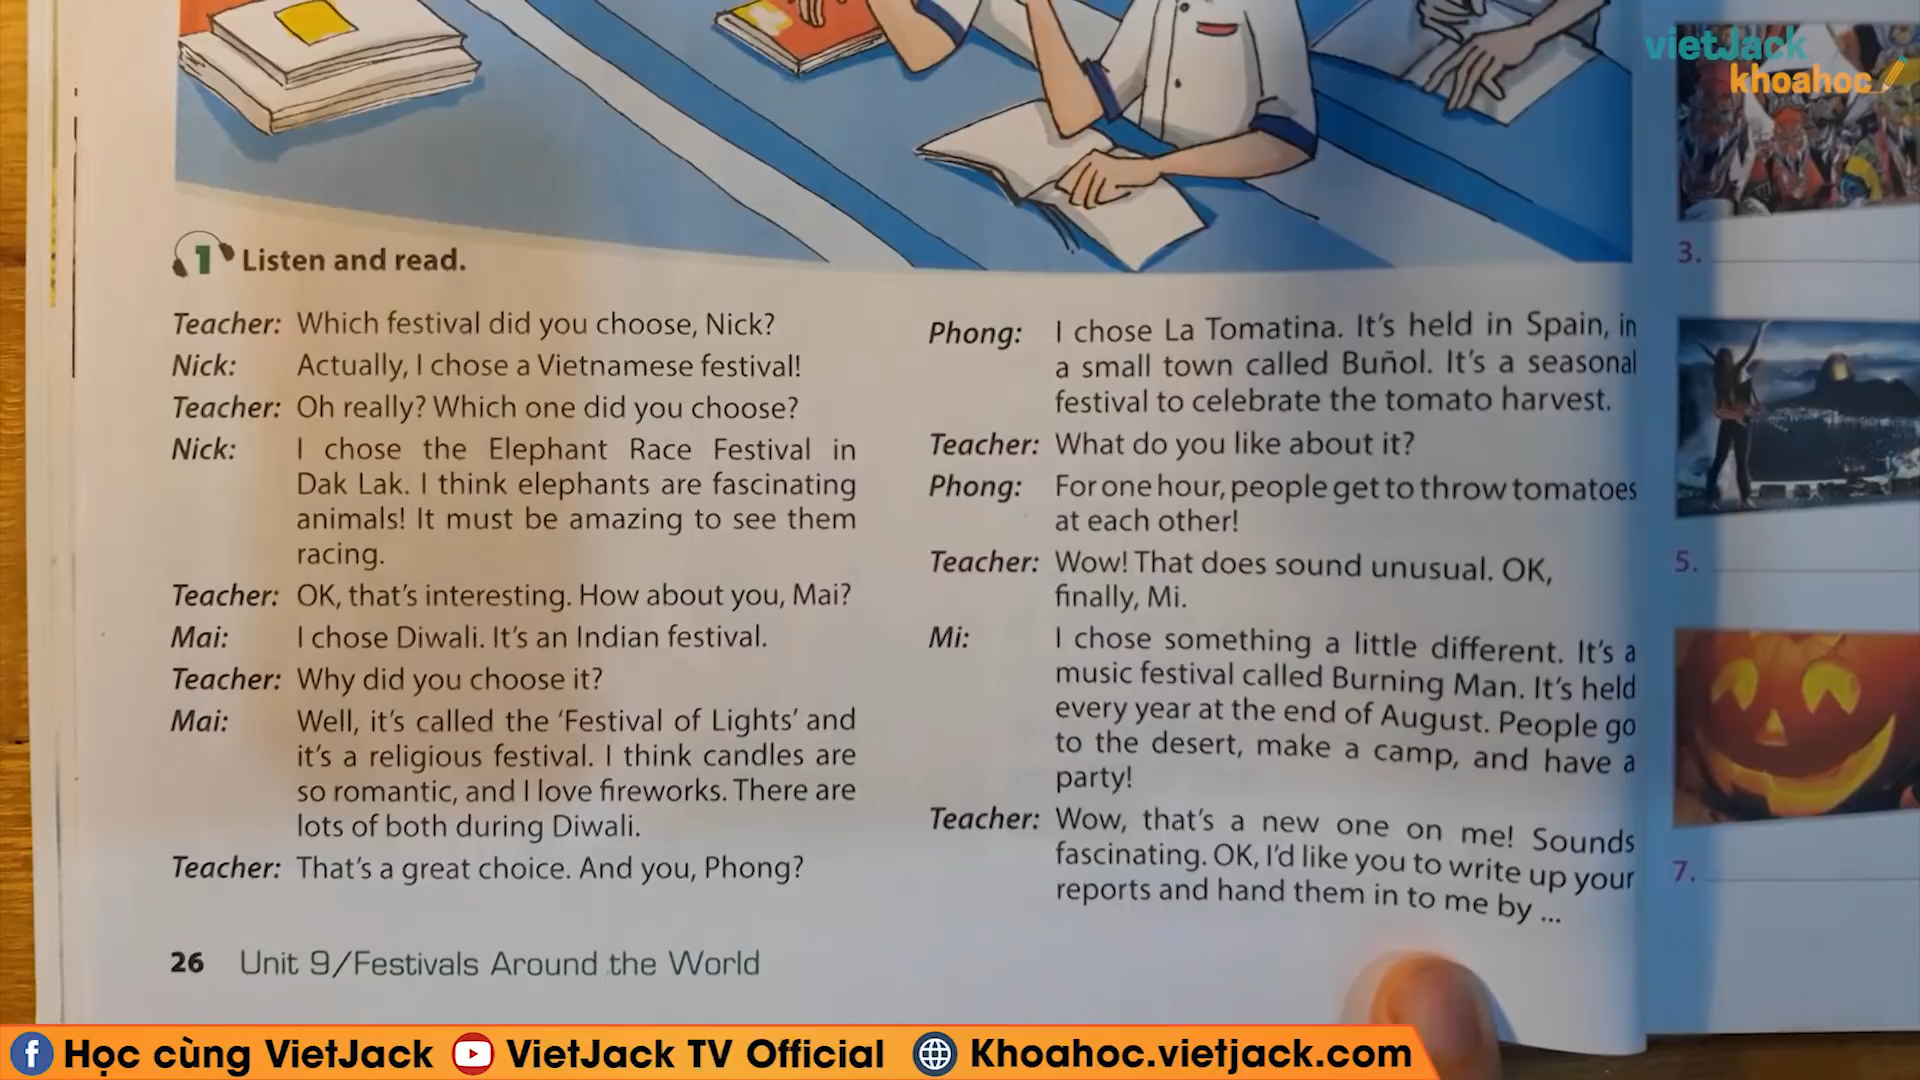 vietJack
khoahoc
1 Listen and read.
Teacher: Which festival did you choose, Nick?
Nick: Actually, I chose a Vietnamese festival!
Teacher: Oh really? Which one did you choose?
Nick: I chose the Elephant Race Festival in
Dak Lak. I think elephants are fascinating
animals! It must be amazing to see them
racing.
Teacher: OK, that's interesting. How about you, Mai?
Mai: I chose Diwali. It's an Indian festival.
Teacher: Why did you choose it?
Mai: Well, it's called the 'Festival of Lights' and
it's a religious festival. I think candles are
so romantic, and I love fireworks. There are
lots of both during Diwali.
Teacher: That's a great choice. And you, Phong?
Phong: I chose La Tomatina. It's held in Spain, in
a small town called Buñol. It's a seasonal
festival to celebrate the tomato harvest.
Teacher: What do you like about it?
Phong: For one hour, people get to throw tomatoes
at each other!
Teacher: Wow! That does sound unusual. OK,
finally, Mi.
Mi: I chose something a little different. It's a
music festival called Burning Man. It's held
every year at the end of August. People go
to the desert, make a camp, and have a
party!
Teacher: Wow, that's a new one on me! Sounds
fascinating. OK, I'd like you to write up your
reports and hand them in to me by ...
26 Unit 9/Festivals Around the World
3.
5.
7.
Học cùng VietJack VietJack TV Official Khoahoc.vietjack.com